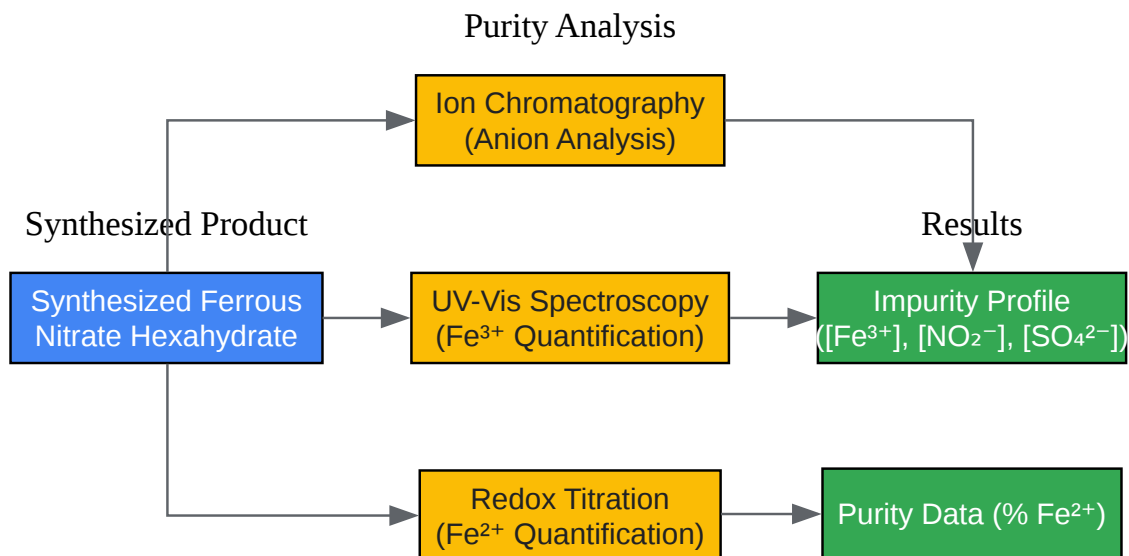 Purity Analysis
Ion Chromatography
(Anion Analysis)
Synthesized Product
Results
Synthesized Ferrous
Nitrate Hexahydrate
UV-Vis Spectroscopy
(Fe³⁺ Quantification)
Impurity Profile
([Fe³⁺], [NO₂⁻], [SO₄²⁻])
Redox Titration
(Fe²⁺ Quantification)
Purity Data (% Fe²⁺)